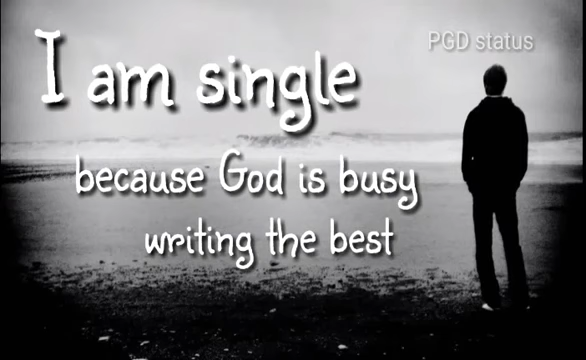 PGD status
I am single
because God is busy
writing the best